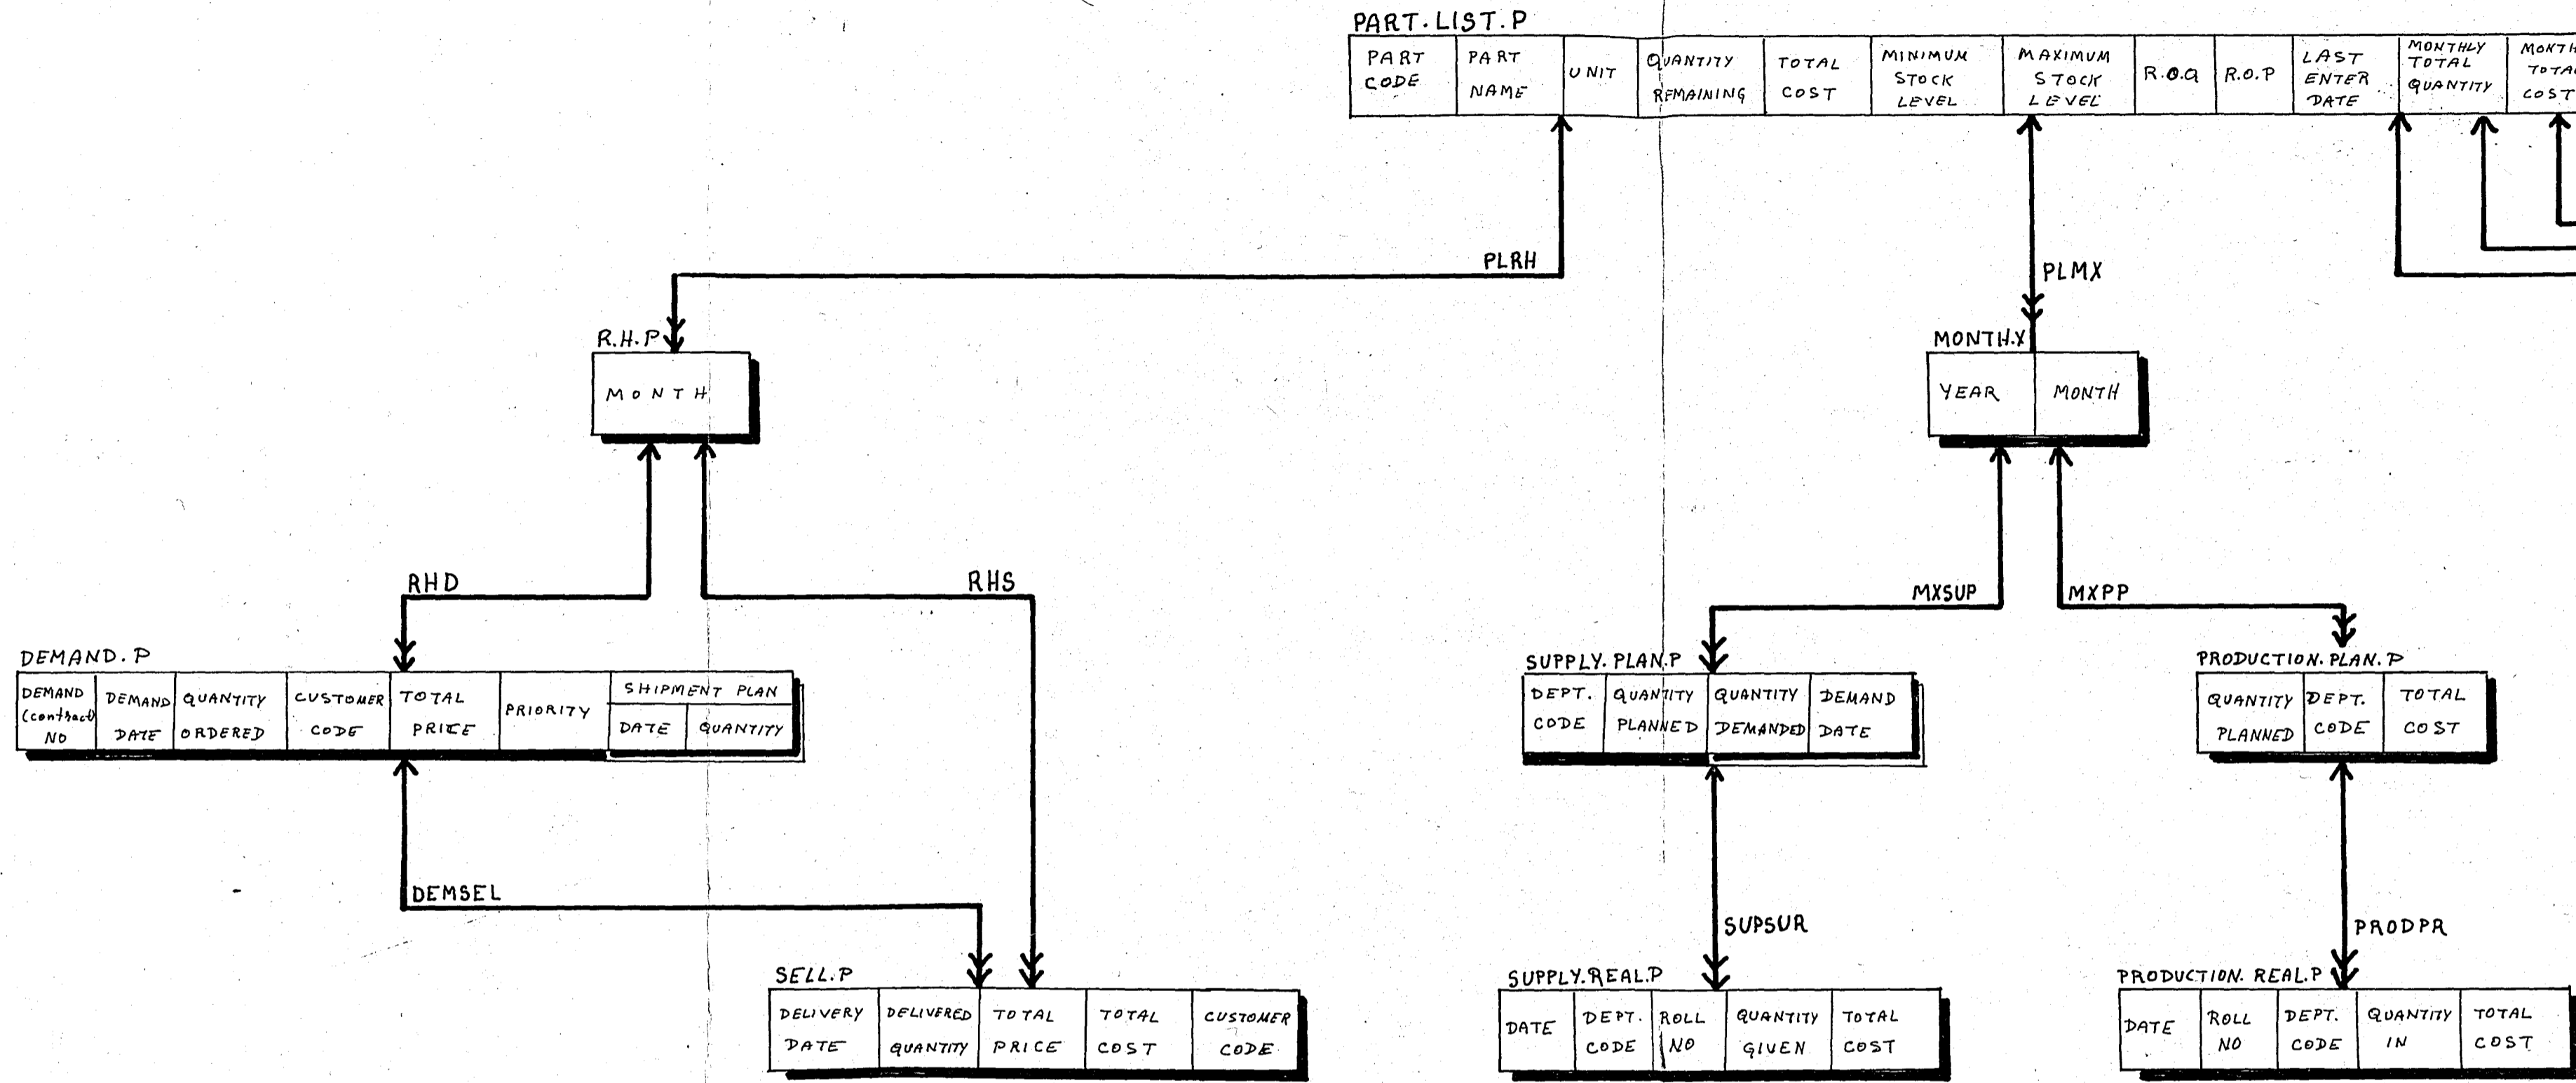 PART.LIST.P
PART CODE
PART NAME
UNIT
QUANTITY REMAINING
TOTAL COST
MINIMUM STOCK LEVEL
MAXIMUM STOCK LEVEL
R.O.Q
R.O.P
LAST ENTER DATE
MONTHLY TOTAL QUANTITY
TOTAL COST
PLRH
PLMX
R.H.P
MONTH
MONTH.X
YEAR
MONTH
RHD
RHS
MXSUP
MXPP
DEMAND.P
DEMAND (contract) NO
DEMAND DATE
QUANTITY ORDERED
CUSTOMER CODE
TOTAL PRICE
PRIORITY
SHIPMENT PLAN
DATE
QUANTITY
SUPPLY.PLAN.P
DEPT. CODE
QUANTITY PLANNED
QUANTITY DEMANDED
DEMAND DATE
PRODUCTION.PLAN.P
QUANTITY PLANNED
DEPT. CODE
TOTAL COST
DEMSEL
SUPSUR
PRODPR
SELL.P
DELIVERY DATE
DELIVERED QUANTITY
TOTAL PRICE
TOTAL COST
CUSTOMER CODE
SUPPLY.REAL.P
DATE
DEPT. CODE
ROLL NO
QUANTITY GIVEN
TOTAL COST
PRODUCTION.REAL.P
DATE
ROLL NO
DEPT. CODE
QUANTITY IN
TOTAL COST